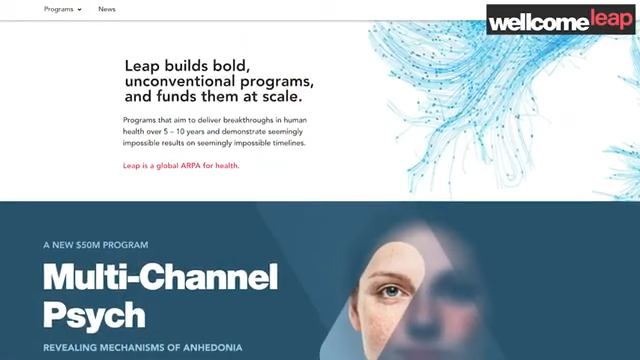 Programs
News
wellcomeleap
Leap builds bold,
unconventional programs,
and funds them at scale.
Programs that aim to deliver breakthroughs in human
health over 5 – 10 years and demonstrate seemingly
impossible results on seemingly impossible timelines.
Leap is a global ARPA for health.
A NEW $50M PROGRAM
Multi-Channel
Psych
REVEALING MECHANISMS OF ANHEDONIA